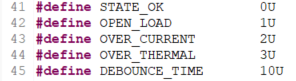 41 #define STATE_OK 0U
42 #define OPEN_LOAD 1U
43 #define OVER_CURRENT 2U
44 #define OVER_THERMAL 3U
45 #define DEBOUNCE_TIME 10U